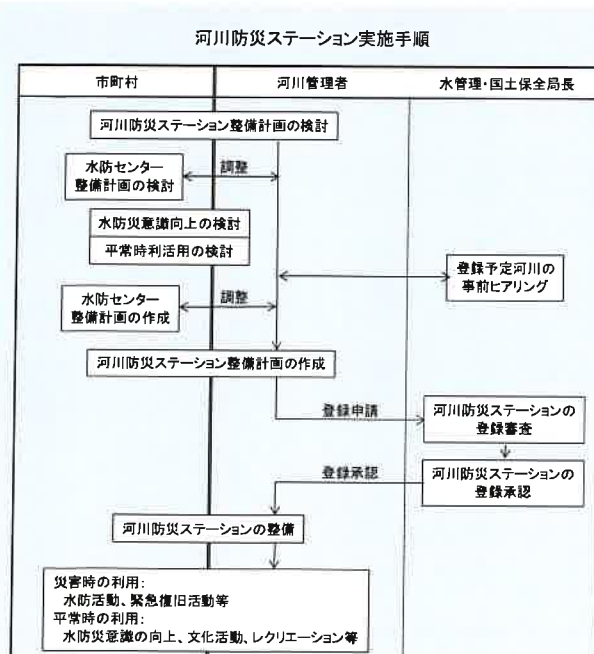 河川防災ステーション実施手順
市町村
河川管理者
水管理・国土保全局長
河川防災ステーション整備計画の検討
水防センター
整備計画の検討
調整
水防災意識向上の検討
平常時利活用の検討
登録予定河川の
事前ヒアリング
水防センター
整備計画の作成
調整
河川防災ステーション整備計画の作成
登録申請
河川防災ステーションの
登録審査
登録承認
河川防災ステーションの
登録承認
河川防災ステーションの整備
災害時の利用:
水防活動、緊急復旧活動等
平常時の利用:
水防災意識の向上、文化活動、レクリエーション等